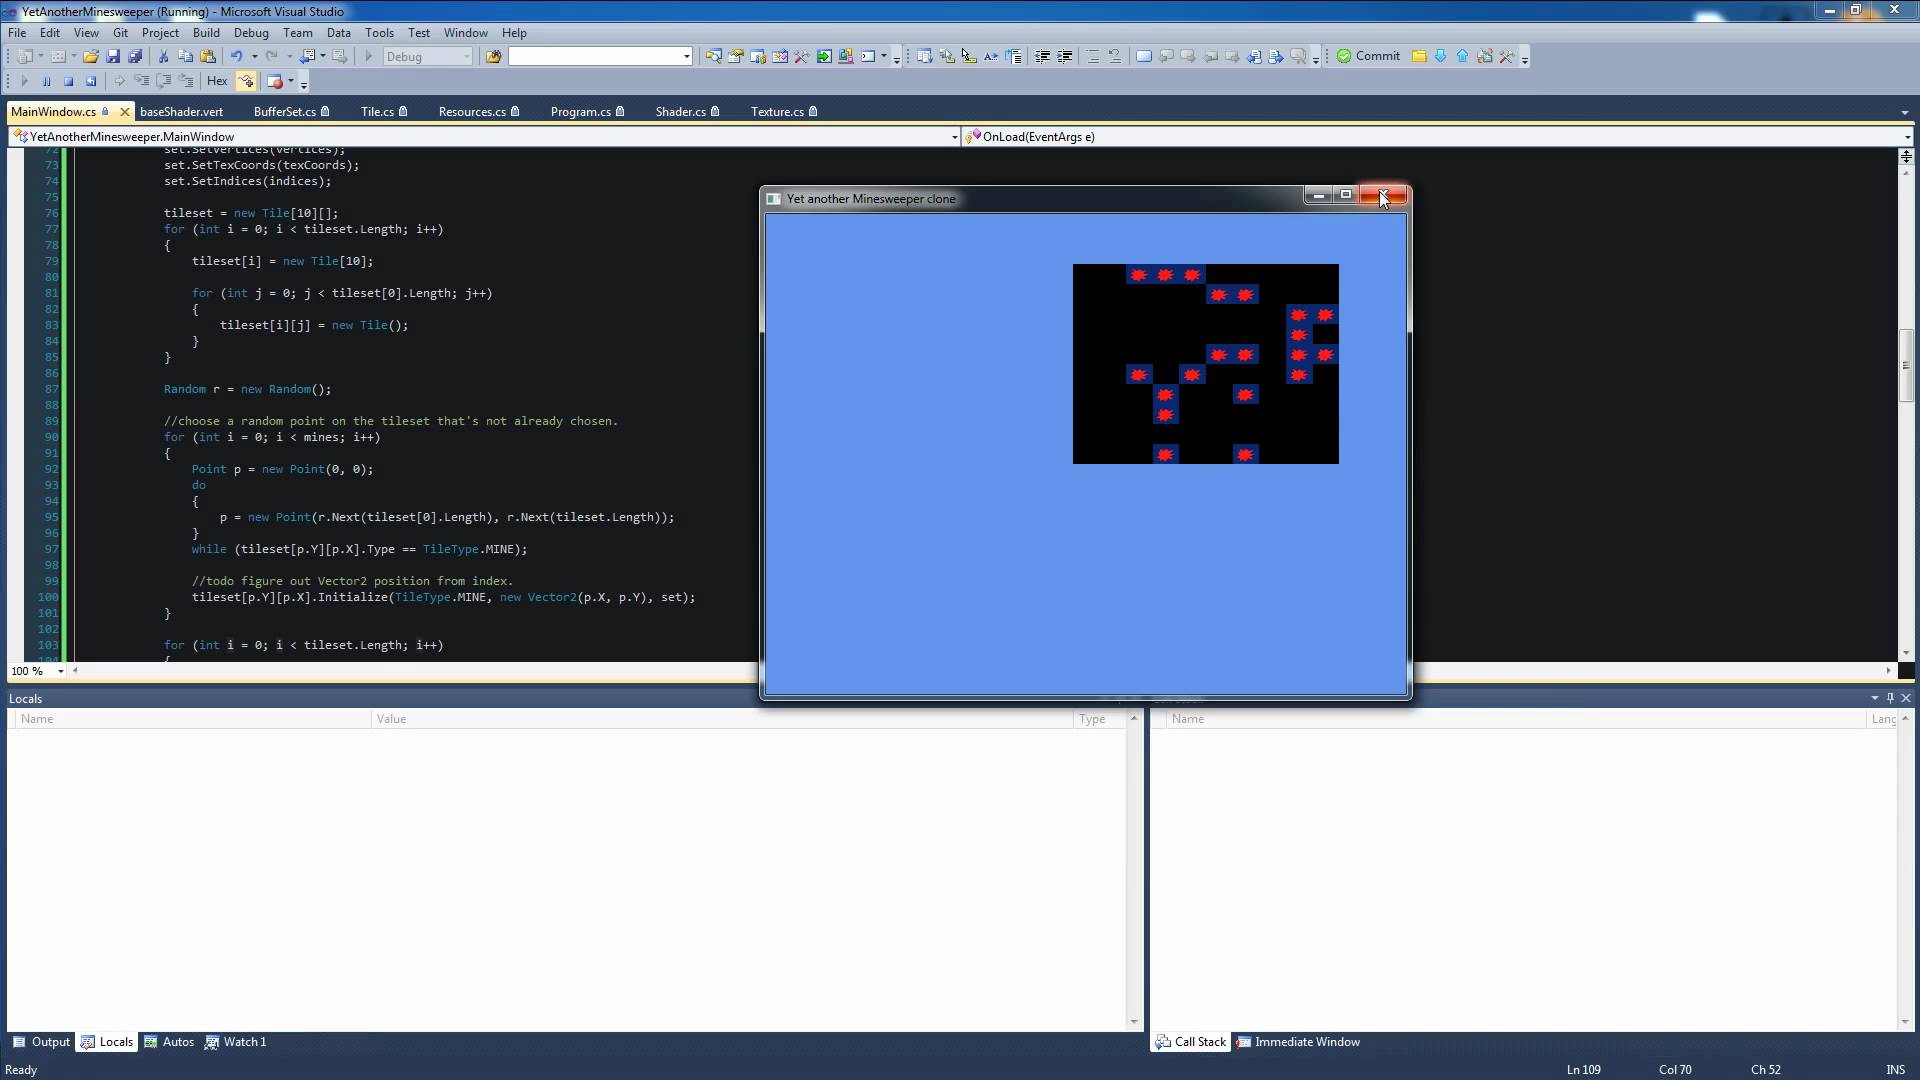 YetAnotherMinesweeper (Running) - Microsoft Visual Studio
File Edit View Git Project Build Debug Team Data Tools Test Window Help
Debug
Commit
Hex
MainWindow.cs baseShader.vert BufferSet.cs Tile.cs Resources.cs Program.cs Shader.cs Texture.cs
YetAnotherMinesweeper.MainWindow OnLoad(EventArgs e)
72 set.SetVertices(vertices);
73 set.SetTexCoords(texCoords);
74 set.SetIndices(indices);
75
76 tileset = new Tile[10][];
77 for (int i = 0; i < tileset.Length; i++)
78 {
79 tileset[i] = new Tile[10];
80
81 for (int j = 0; j < tileset[0].Length; j++)
82 {
83 tileset[i][j] = new Tile();
84 }
85 }
86
87 Random r = new Random();
88
89 //choose a random point on the tileset that's not already chosen.
90 for (int i = 0; i < mines; i++)
91 {
92 Point p = new Point(0, 0);
93 do
94 {
95 p = new Point(r.Next(tileset[0].Length), r.Next(tileset.Length));
96 }
97 while (tileset[p.Y][p.X].Type == TileType.MINE);
98
99 //todo figure out Vector2 position from index.
100 tileset[p.Y][p.X].Initialize(TileType.MINE, new Vector2(p.X, p.Y), set);
101 }
102
103 for (int i = 0; i < tileset.Length; i++)
104 {
Yet another Minesweeper clone
100 %
Locals
Name Value Type
Name Lang
Output Locals Autos Watch 1
Call Stack Immediate Window
Ready Ln 109 Col 70 Ch 52 INS